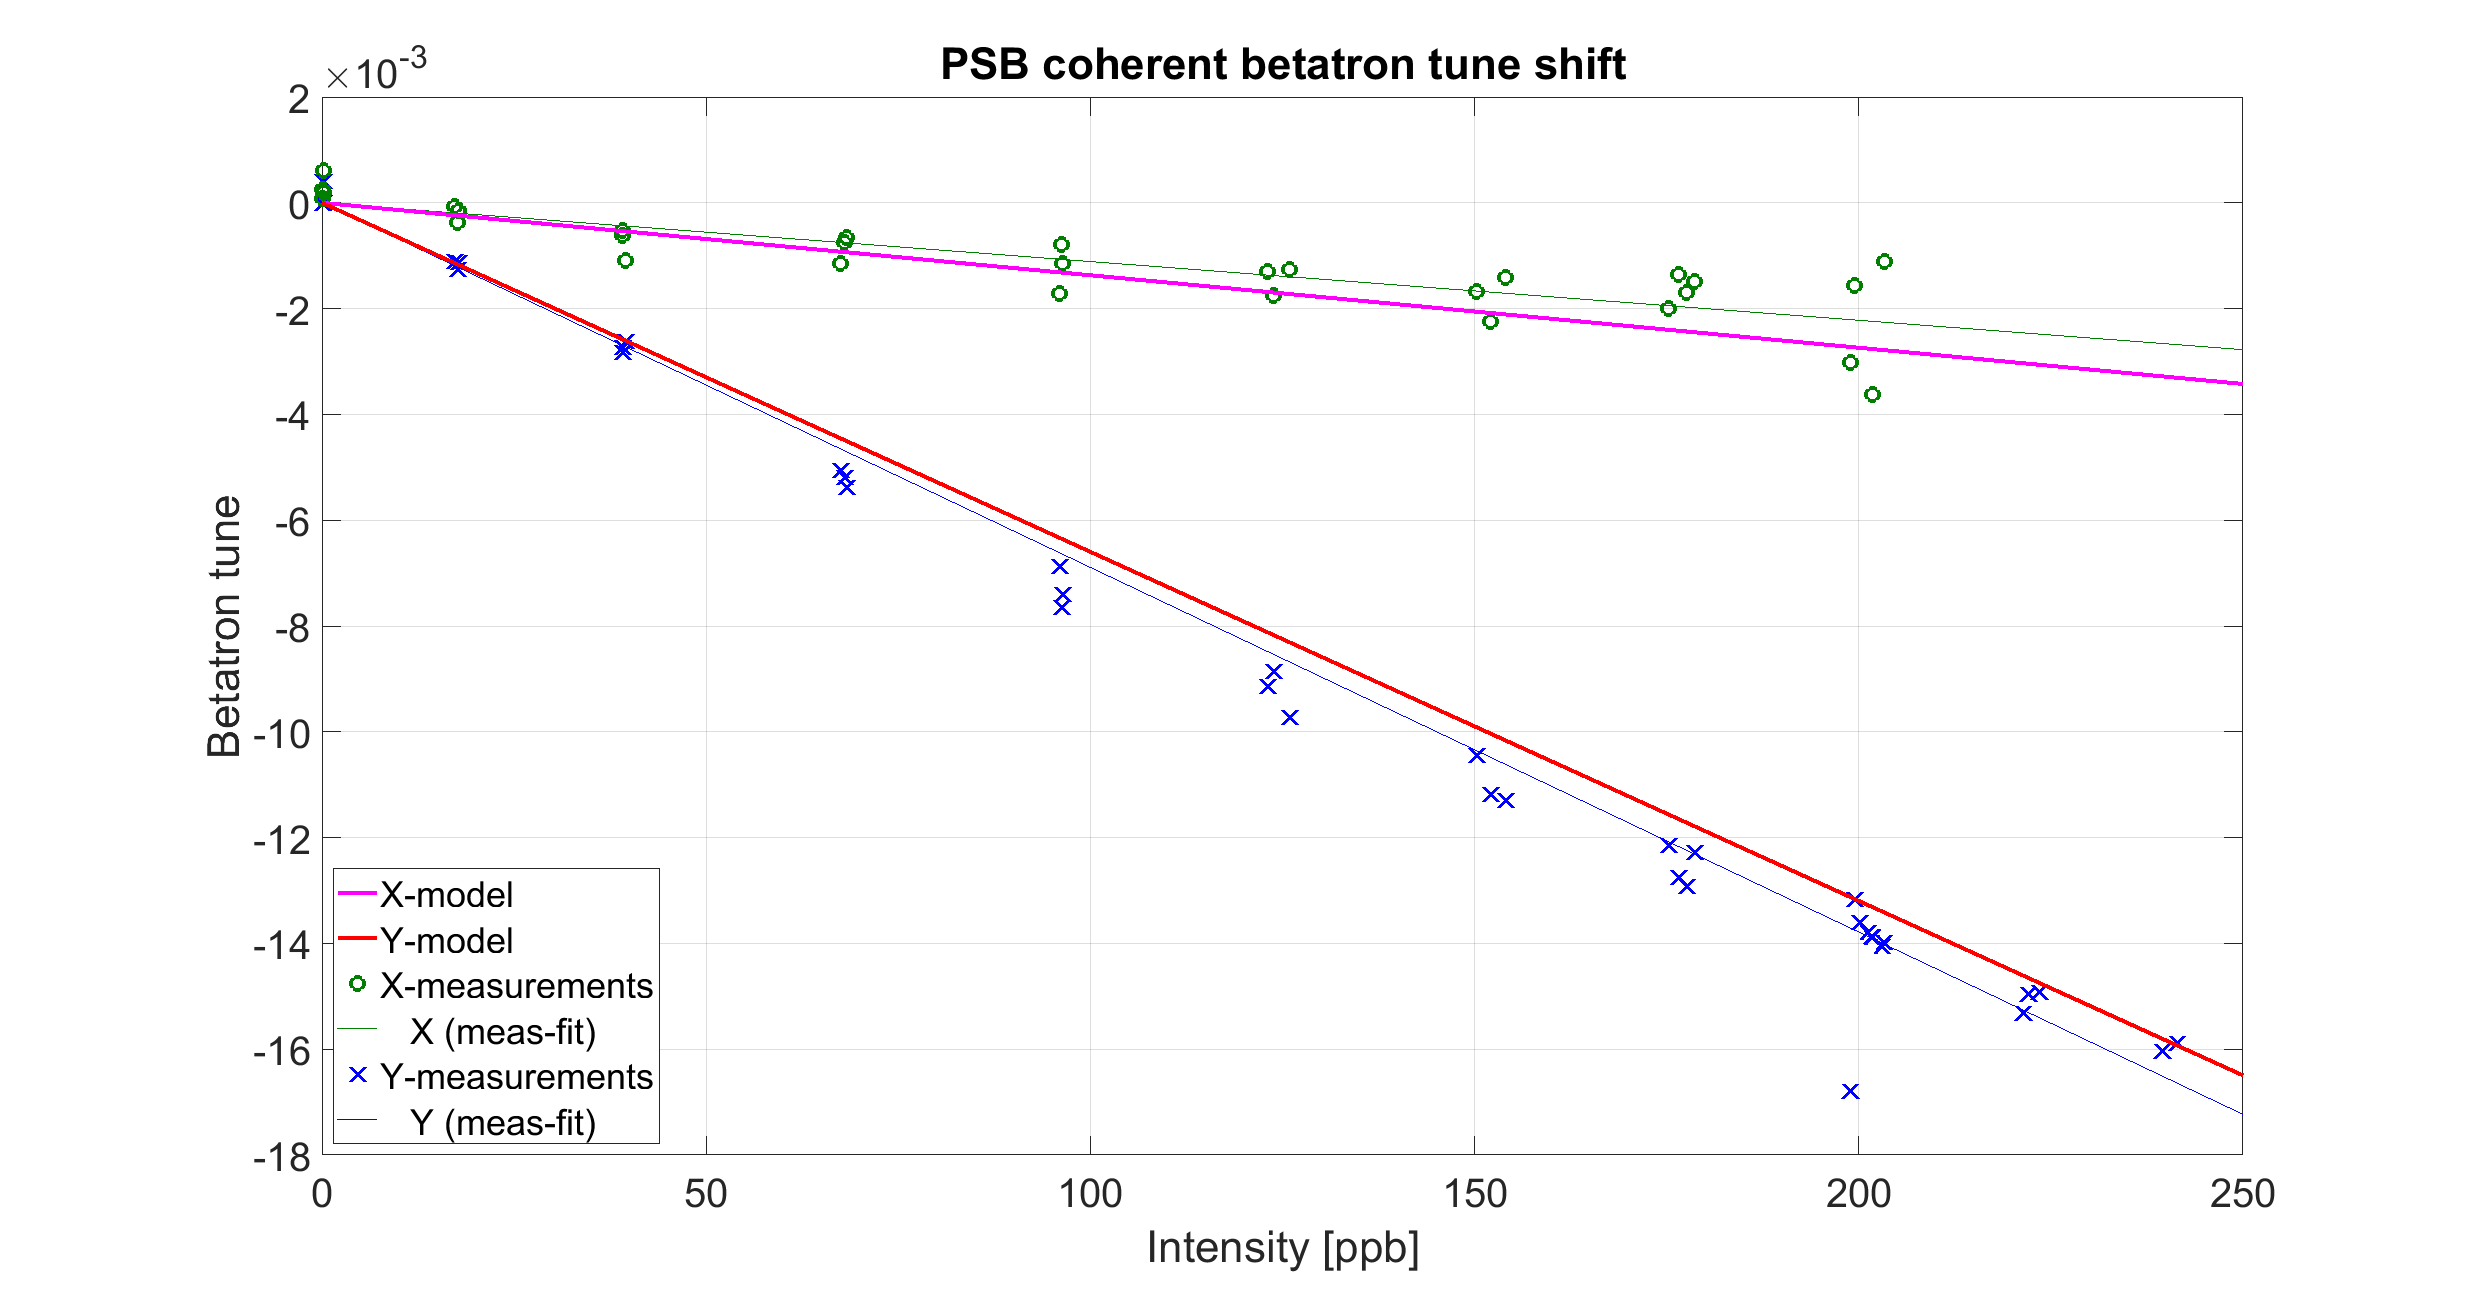 PSB coherent betatron tune shift
×10-3
2
0
-2
-4
-6
-8
-10
-12
-14
-16
-18
Betatron tune
X-model
Y-model
X-measurements
X (meas-fit)
Y-measurements
Y (meas-fit)
0 50 100 150 200 250
Intensity [ppb]